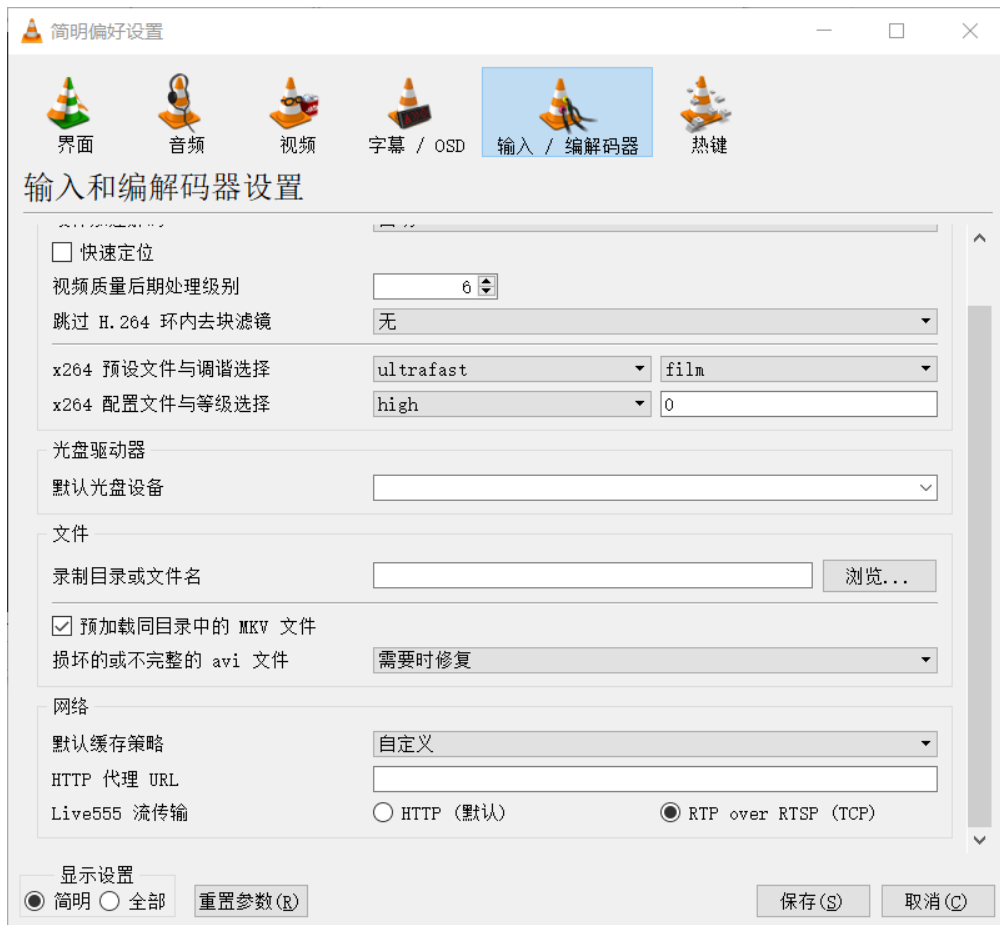 简明偏好设置
界面 音频 视频 字幕 / OSD 输入 / 编解码器 热键
输入和编解码器设置
快速定位
视频质量后期处理级别 6
跳过 H.264 环内去块滤镜 无
x264 预设文件与调谐选择 ultrafast film
x264 配置文件与等级选择 high 0
光盘驱动器
默认光盘设备
文件
录制目录或文件名 浏览...
预加载同目录中的 MKV 文件
损坏的或不完整的 avi 文件 需要时修复
网络
默认缓存策略 自定义
HTTP 代理 URL
Live555 流传输 HTTP (默认) RTP over RTSP (TCP)
显示设置
简明 全部 重置参数(R) 保存(S) 取消(C)